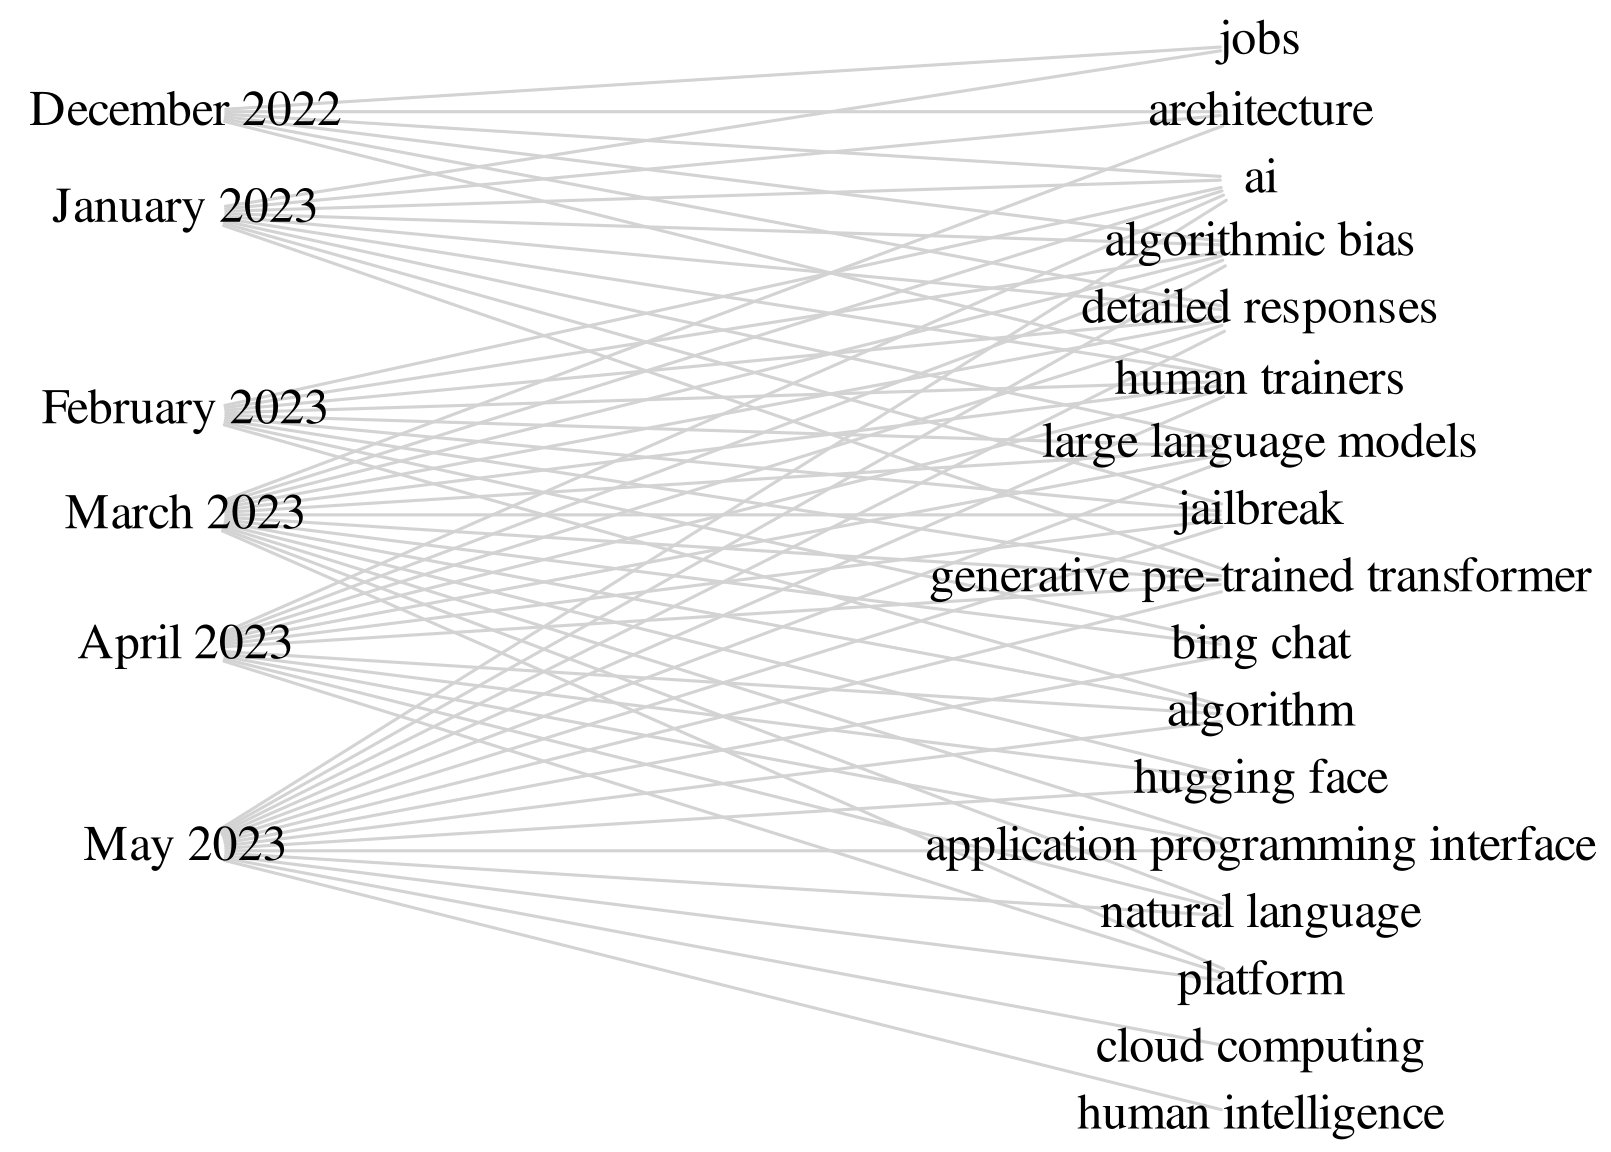 December 2022
January 2023
February 2023
March 2023
April 2023
May 2023
jobs
architecture
ai
algorithmic bias
detailed responses
human trainers
large language models
jailbreak
generative pre-trained transformer
bing chat
algorithm
hugging face
application programming interface
natural language
platform
cloud computing
human intelligence